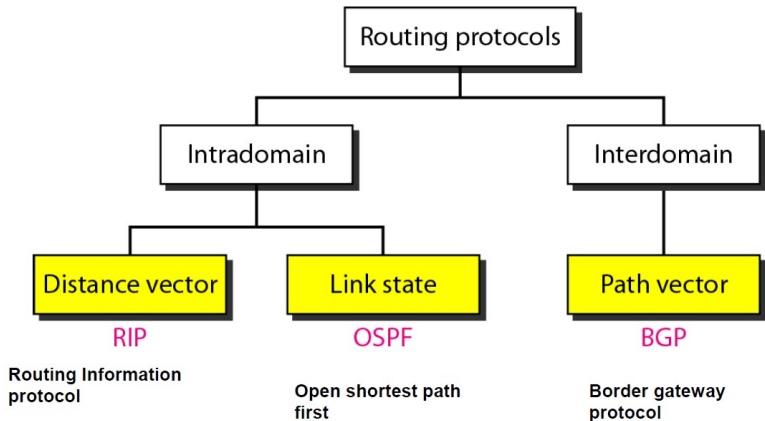 Routing protocols
Intradomain
Interdomain
Distance vector
Link state
Path vector
RIP
OSPF
BGP
Routing Information
protocol
Open shortest path
first
Border gateway
protocol